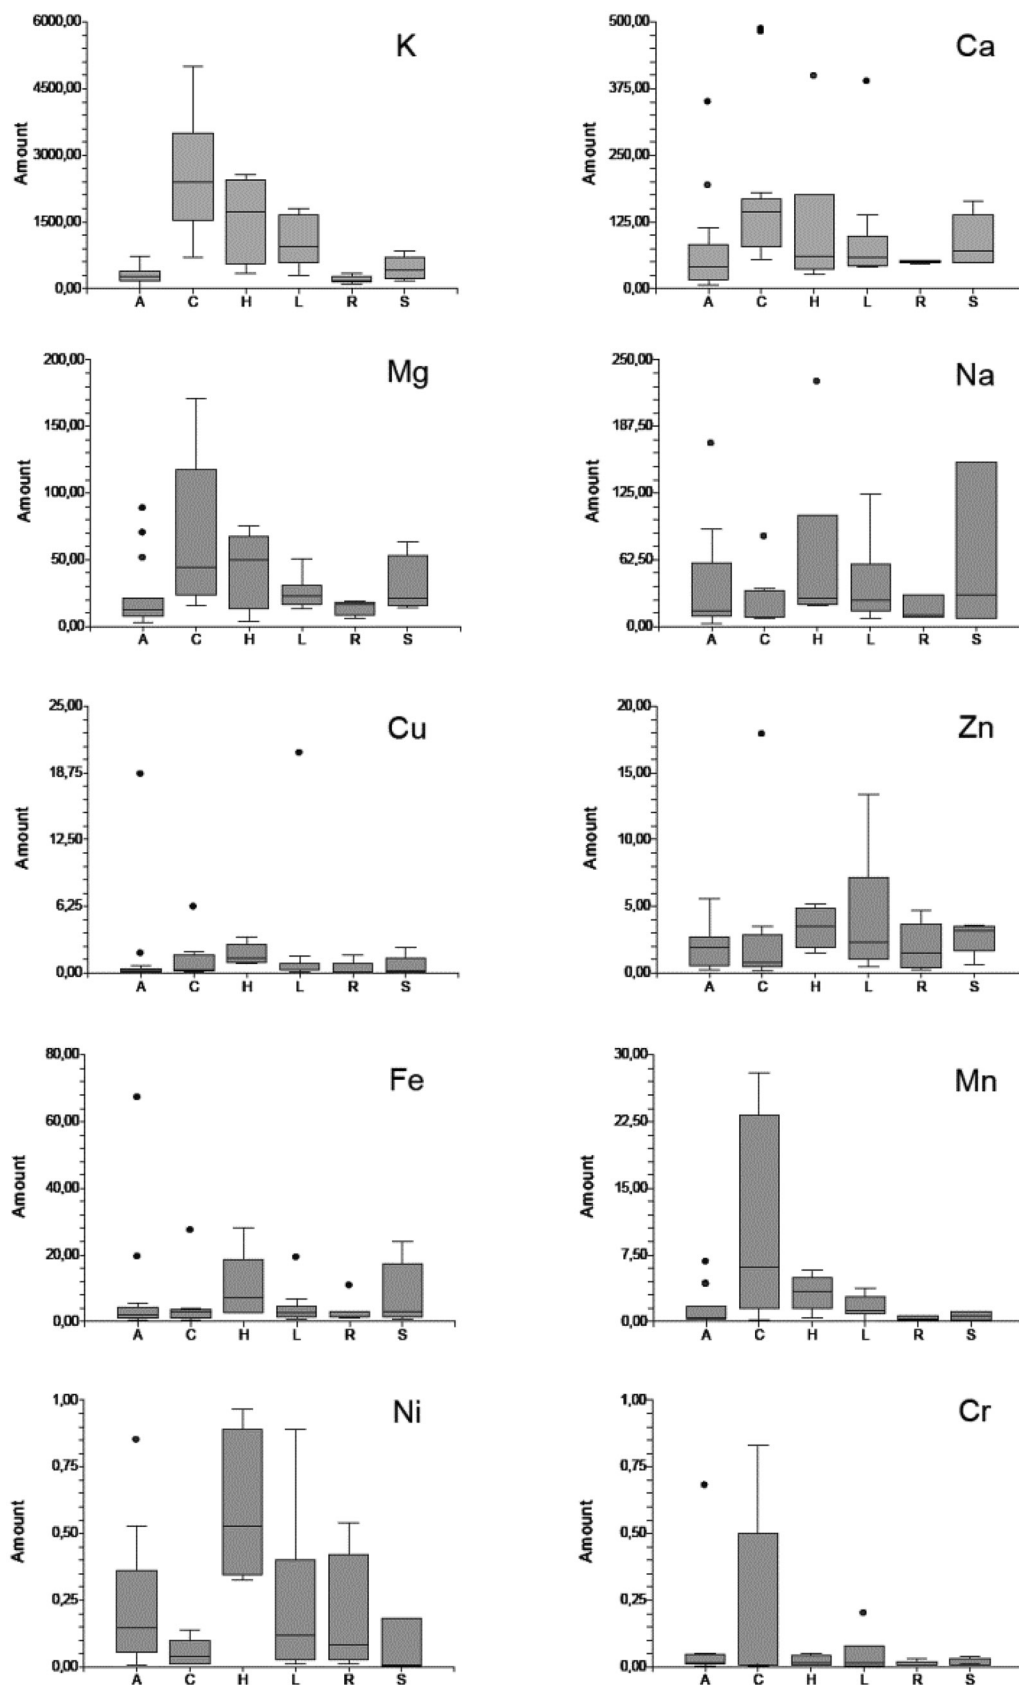 K
6000,00
4500,00
3000,00
1500,00
0,00
Amount
A C H L R S
Ca
500,00
375,00
250,00
125,00
0,00
Amount
A C H L R S
Mg
200,00
150,00
100,00
50,00
0,00
Amount
A C H L R S
Na
250,00
187,50
125,00
62,50
0,00
Amount
A C H L R S
Cu
25,00
18,75
12,50
6,25
0,00
Amount
A C H L R S
Zn
20,00
15,00
10,00
5,00
0,00
Amount
A C H L R S
Fe
80,00
60,00
40,00
20,00
0,00
Amount
A C H L R S
Mn
30,00
22,50
15,00
7,50
0,00
Amount
A C H L R S
Ni
1,00
0,75
0,50
0,25
0,00
Amount
A C H L R S
Cr
1,00
0,75
0,50
0,25
0,00
Amount
A C H L R S